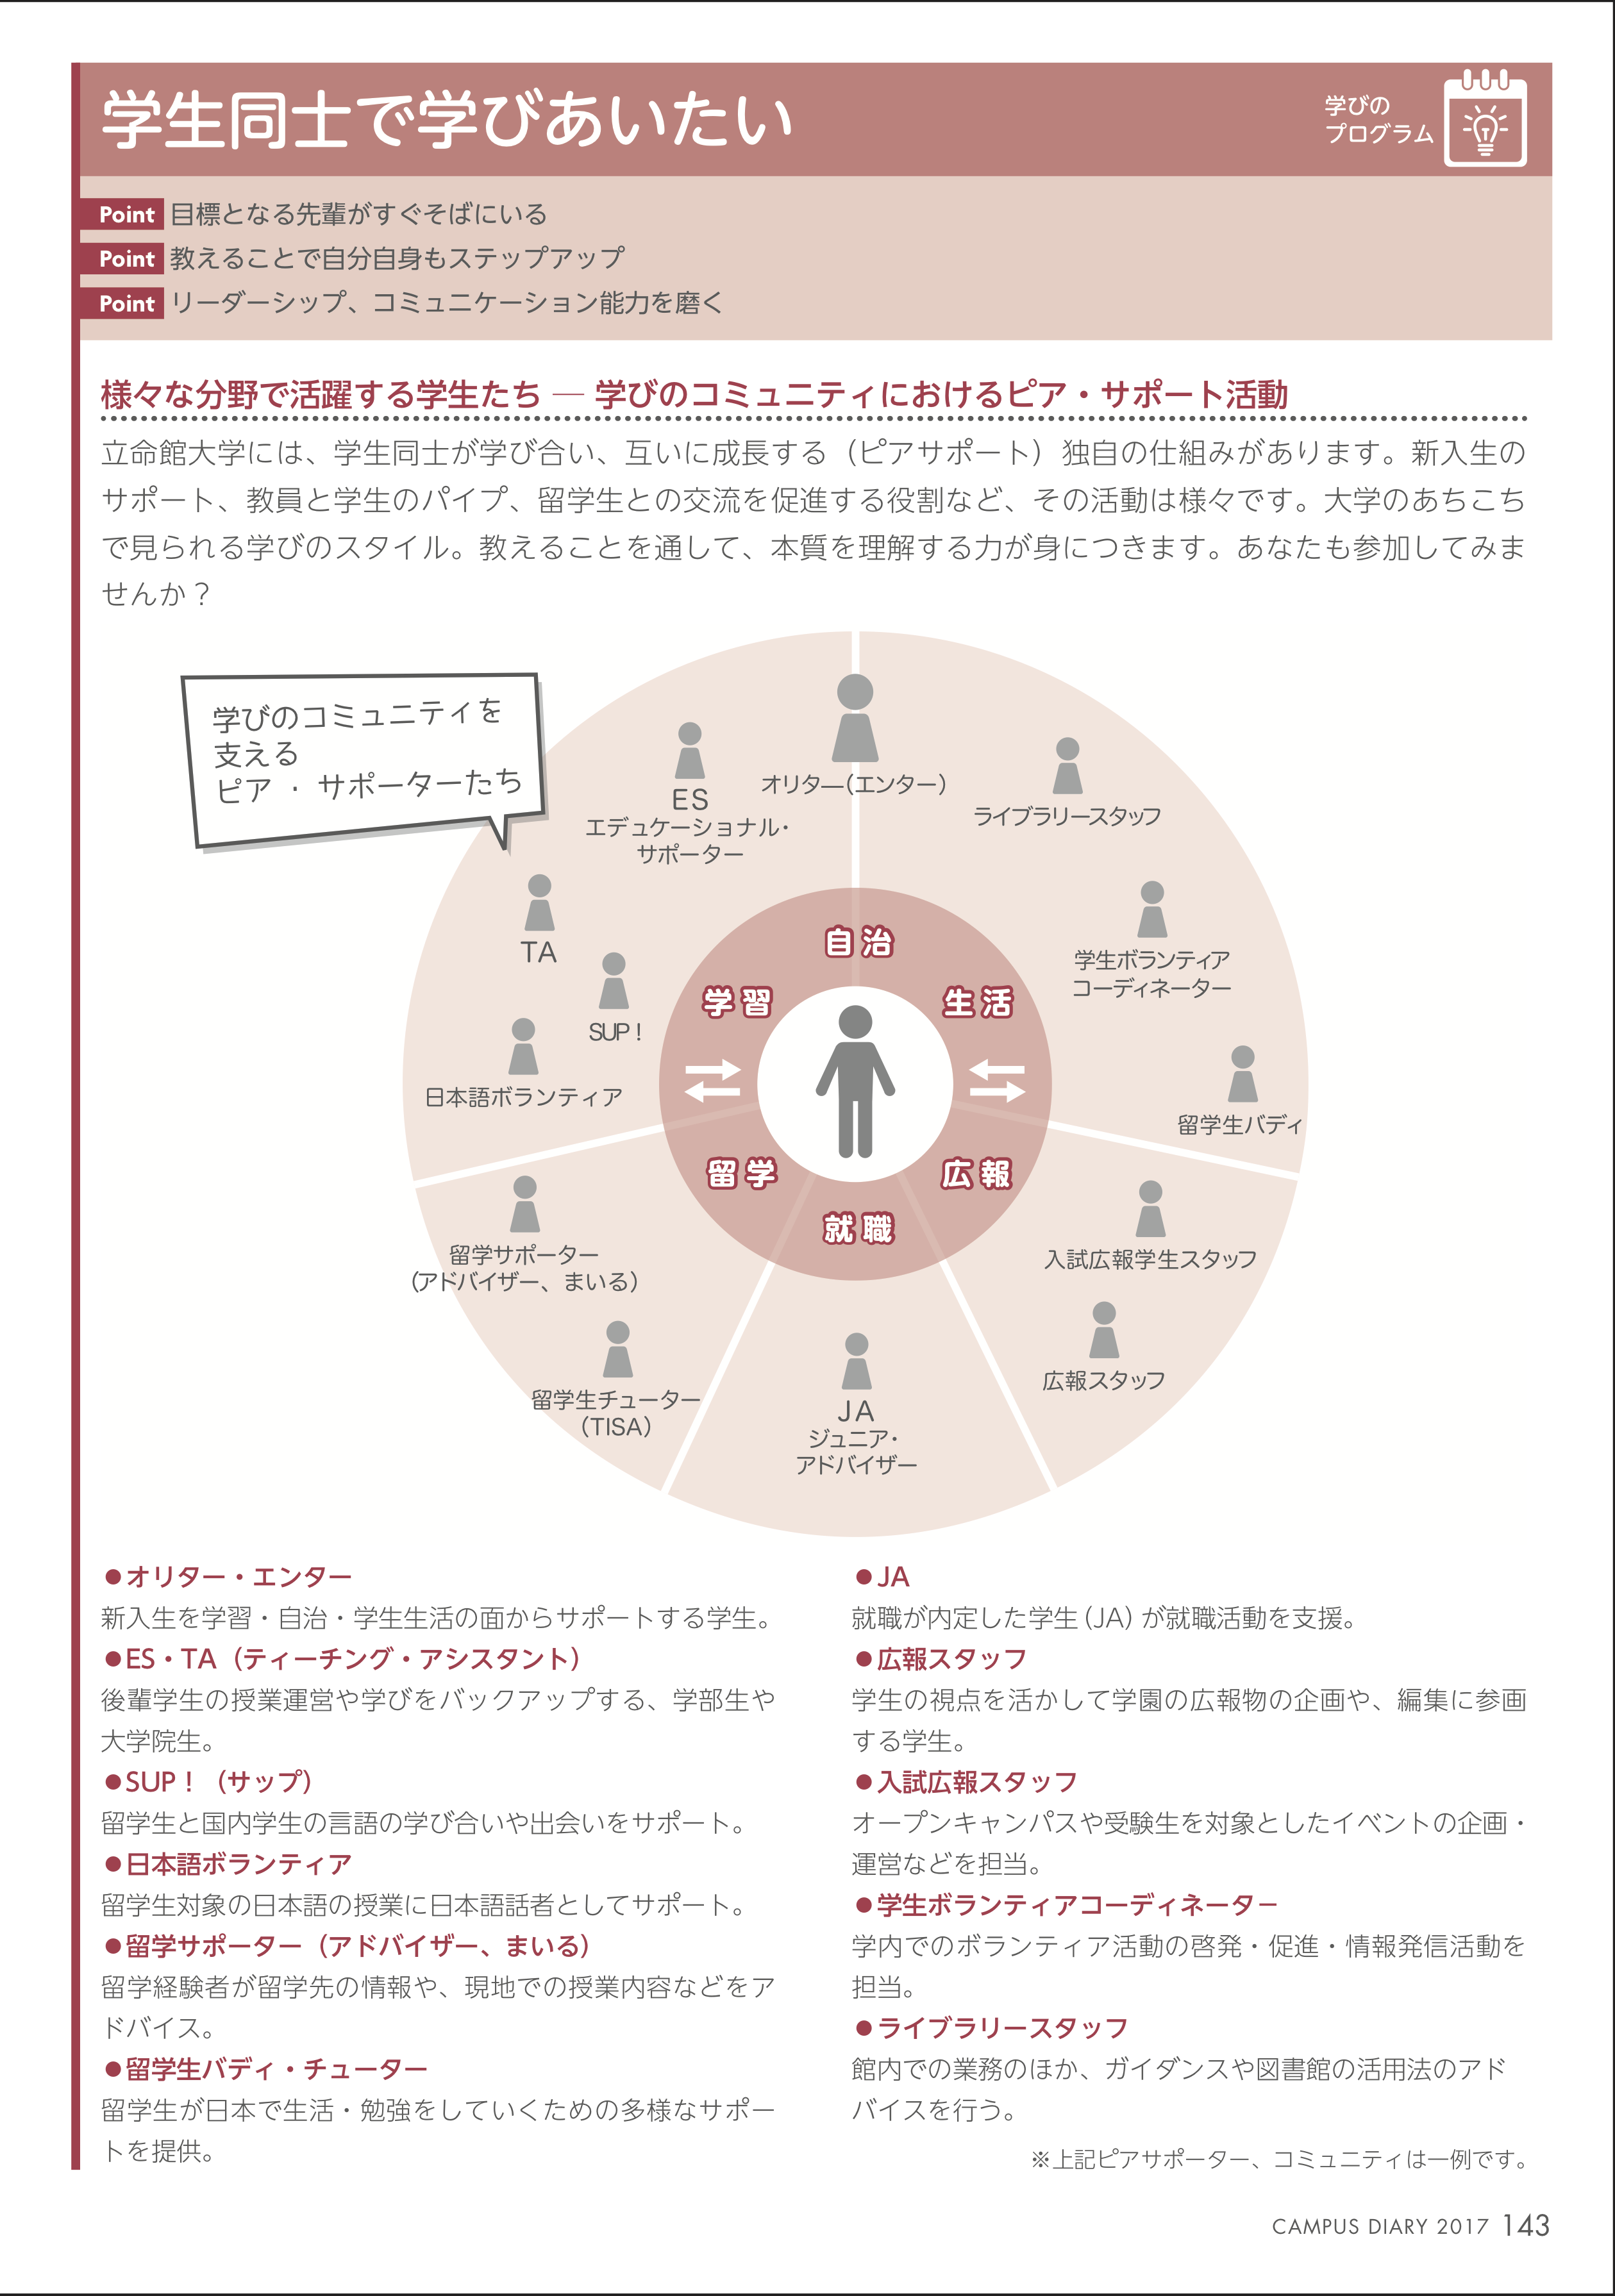 学生同士で学びあいたい
学びの
プログラム
Point 目標となる先輩がすぐそばにいる
Point 教えることで自分自身もステップアップ
Point リーダーシップ、コミュニケーション能力を磨く
様々な分野で活躍する学生たち ― 学びのコミュニティにおけるピア・サポート活動
立命館大学には、学生同士が学び合い、互いに成長する（ピアサポート）独自の仕組みがあります。新入生の
サポート、教員と学生のパイプ、留学生との交流を促進する役割など、その活動は様々です。大学のあちこち
で見られる学びのスタイル。教えることを通して、本質を理解する力が身につきます。あなたも参加してみま
せんか？
学びのコミュニティを
支える
ピア・サポーターたち
オリター(エンター)
ES
エデュケーショナル・
サポーター
ライブラリースタッフ
TA
SUP！
日本語ボランティア
学生ボランティア
コーディネーター
留学生バディ
自治
学習
生活
留学
広報
就職
留学サポーター
(アドバイザー、まいる)
留学生チューター
(TISA)
JA
ジュニア・
アドバイザー
入試広報学生スタッフ
広報スタッフ
●オリター・エンター
新入生を学習・自治・学生生活の面からサポートする学生。
●ES・TA（ティーチング・アシスタント）
後輩学生の授業運営や学びをバックアップする、学部生や
大学院生。
●SUP！（サップ）
留学生と国内学生の言語の学び合いや出会いをサポート。
●日本語ボランティア
留学生対象の日本語の授業に日本語話者としてサポート。
●留学サポーター（アドバイザー、まいる）
留学経験者が留学先の情報や、現地での授業内容などをア
ドバイス。
●留学生バディ・チューター
留学生が日本で生活・勉強をしていくための多様なサポー
トを提供。
●JA
就職が内定した学生(JA)が就職活動を支援。
●広報スタッフ
学生の視点を活かして学園の広報物の企画や、編集に参画
する学生。
●入試広報スタッフ
オープンキャンパスや受験生を対象としたイベントの企画・
運営などを担当。
●学生ボランティアコーディネーター
学内でのボランティア活動の啓発・促進・情報発信活動を
担当。
●ライブラリースタッフ
館内での業務のほか、ガイダンスや図書館の活用法のアド
バイスを行う。
※上記ピアサポーター、コミュニティは一例です。
CAMPUS DIARY 2017 143